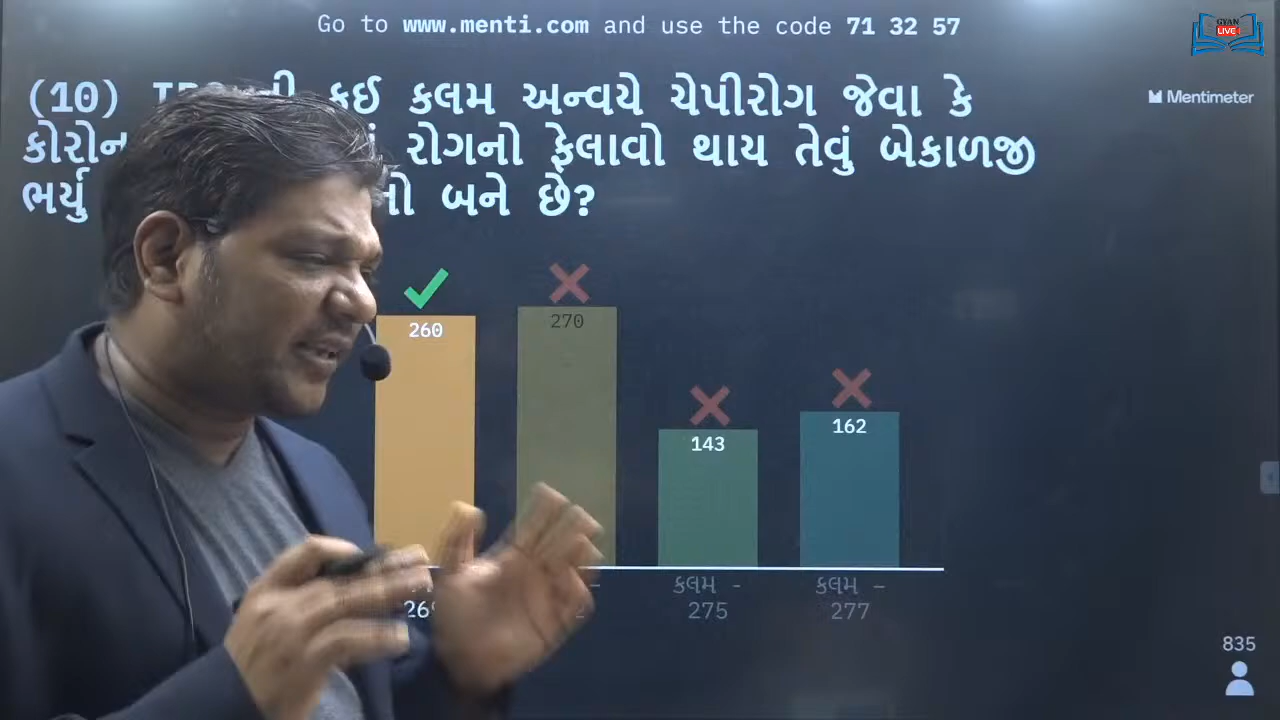 Go to www.menti.com and use the code 71 32 57
GYAN
LIVE
Mentimeter
(10) કઈ કલમ અન્વયે ચેપીરોગ જેવા કે
રોગનો ફેલાવો થાય તેવું બેકાળજી
ભર્યુ બને છે?
260
270
143
162
કલમ - 275
કલમ – 277
835